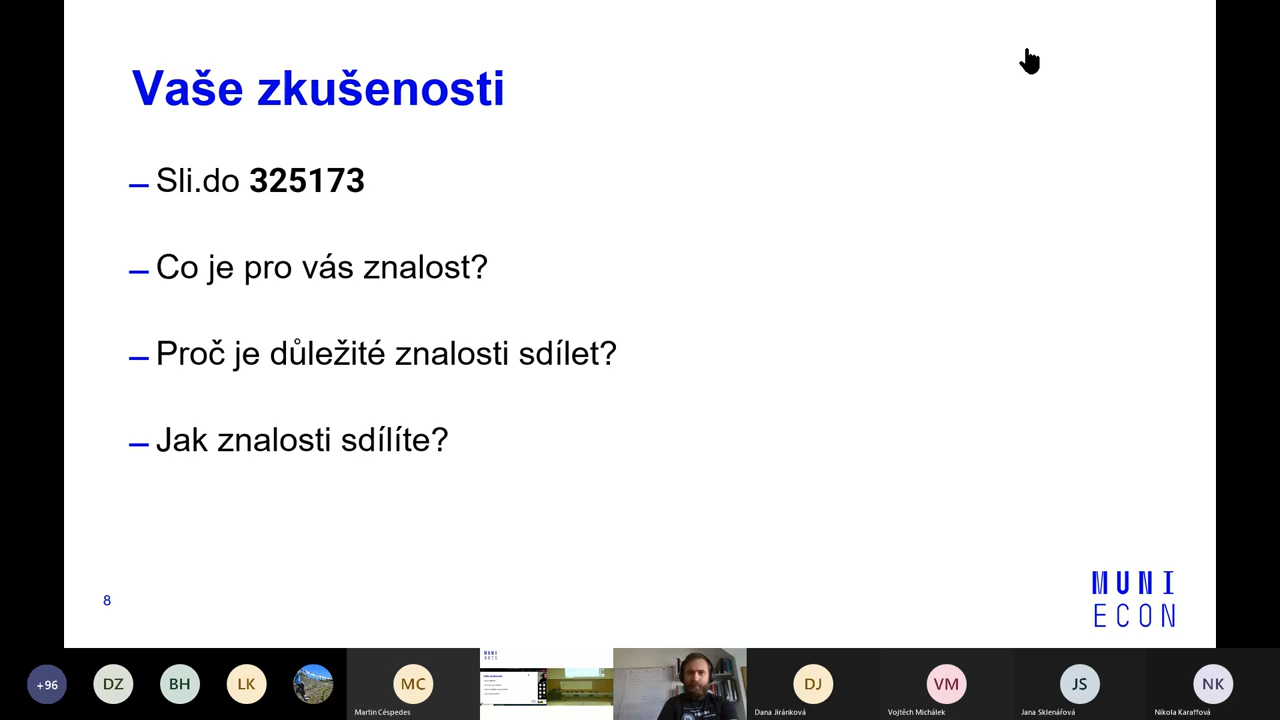 Vaše zkušenosti
– Sli.do 325173
– Co je pro vás znalost?
– Proč je důležité znalosti sdílet?
– Jak znalosti sdílíte?
8
MUNI
ECON
+96
DZ
BH
LK
MC
Martin Céspedes
MUNI
ARTS
DJ
Dana Jiránková
VM
Vojtěch Michálek
JS
Jana Sklenářová
NK
Nikola Karaffová